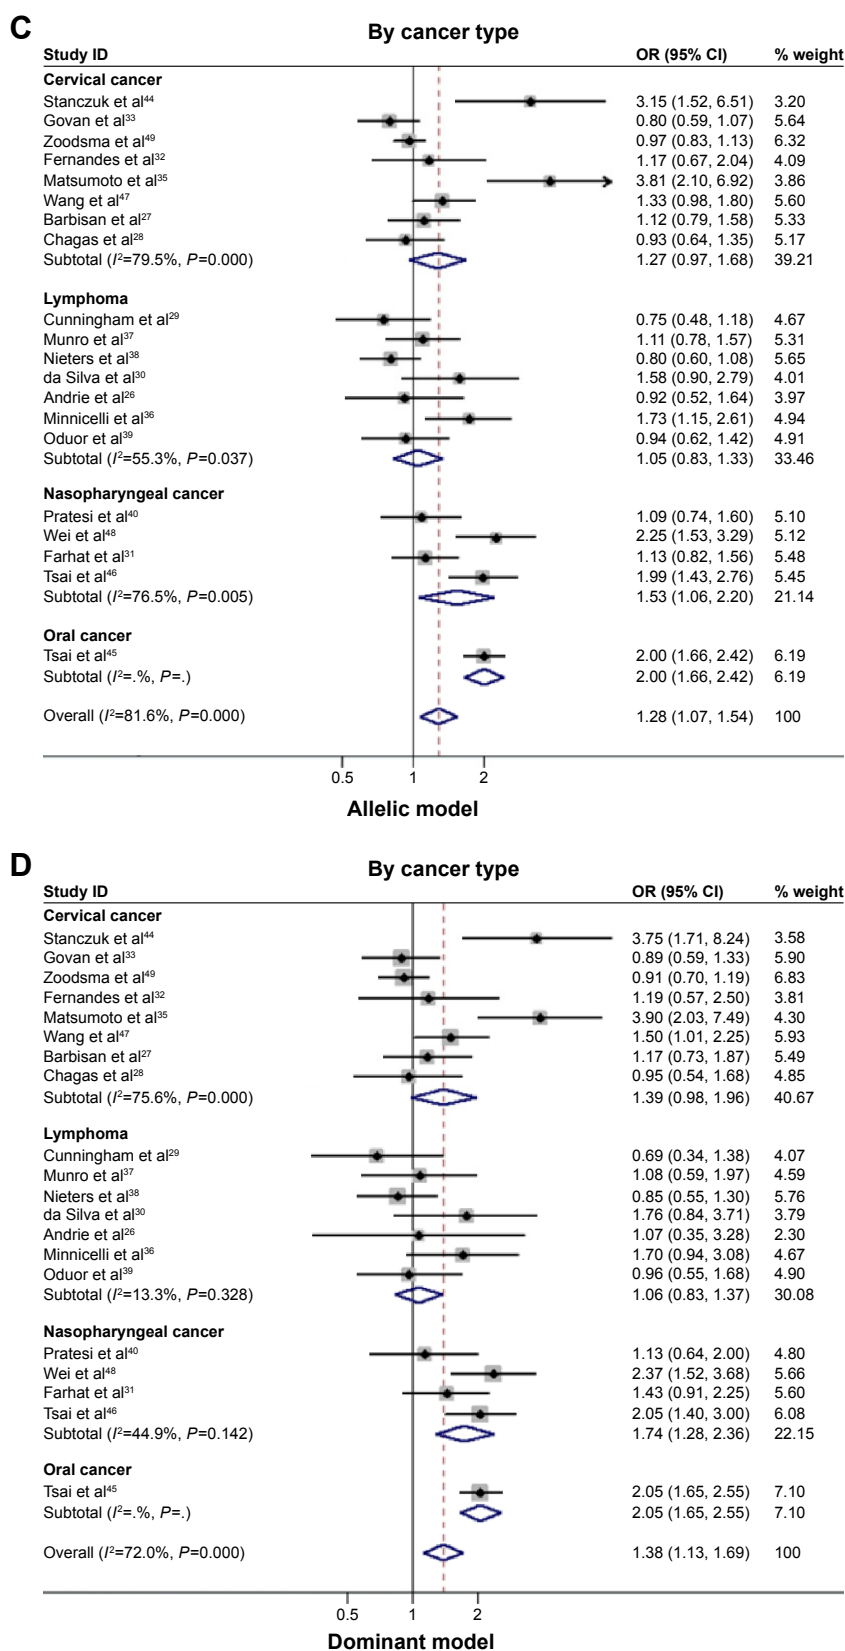 C
By cancer type
Study ID OR (95% CI) % weight
Cervical cancer
Stanczuk et al44 3.15 (1.52, 6.51) 3.20
Govan et al33 0.80 (0.59, 1.07) 5.64
Zoodsma et al49 0.97 (0.83, 1.13) 6.32
Fernandes et al32 1.17 (0.67, 2.04) 4.09
Matsumoto et al35 3.81 (2.10, 6.92) 3.86
Wang et al47 1.33 (0.98, 1.80) 5.60
Barbisan et al27 1.12 (0.79, 1.58) 5.33
Chagas et al28 0.93 (0.64, 1.35) 5.17
Subtotal (I2=79.5%, P=0.000) 1.27 (0.97, 1.68) 39.21
Lymphoma
Cunningham et al29 0.75 (0.48, 1.18) 4.67
Munro et al37 1.11 (0.78, 1.57) 5.31
Nieters et al38 0.80 (0.60, 1.08) 5.65
da Silva et al30 1.58 (0.90, 2.79) 4.01
Andrie et al26 0.92 (0.52, 1.64) 3.97
Minnicelli et al36 1.73 (1.15, 2.61) 4.94
Oduor et al39 0.94 (0.62, 1.42) 4.91
Subtotal (I2=55.3%, P=0.037) 1.05 (0.83, 1.33) 33.46
Nasopharyngeal cancer
Pratesi et al40 1.09 (0.74, 1.60) 5.10
Wei et al48 2.25 (1.53, 3.29) 5.12
Farhat et al31 1.13 (0.82, 1.56) 5.48
Tsai et al46 1.99 (1.43, 2.76) 5.45
Subtotal (I2=76.5%, P=0.005) 1.53 (1.06, 2.20) 21.14
Oral cancer
Tsai et al45 2.00 (1.66, 2.42) 6.19
Subtotal (I2=.%, P=.) 2.00 (1.66, 2.42) 6.19
Overall (I2=81.6%, P=0.000) 1.28 (1.07, 1.54) 100
0.5 1 2
Allelic model
D
By cancer type
Study ID OR (95% CI) % weight
Cervical cancer
Stanczuk et al44 3.75 (1.71, 8.24) 3.58
Govan et al33 0.89 (0.59, 1.33) 5.90
Zoodsma et al49 0.91 (0.70, 1.19) 6.83
Fernandes et al32 1.19 (0.57, 2.50) 3.81
Matsumoto et al35 3.90 (2.03, 7.49) 4.30
Wang et al47 1.50 (1.01, 2.25) 5.93
Barbisan et al27 1.17 (0.73, 1.87) 5.49
Chagas et al28 0.95 (0.54, 1.68) 4.85
Subtotal (I2=75.6%, P=0.000) 1.39 (0.98, 1.96) 40.67
Lymphoma
Cunningham et al29 0.69 (0.34, 1.38) 4.07
Munro et al37 1.08 (0.59, 1.97) 4.59
Nieters et al38 0.85 (0.55, 1.30) 5.76
da Silva et al30 1.76 (0.84, 3.71) 3.79
Andrie et al26 1.07 (0.35, 3.28) 2.30
Minnicelli et al36 1.70 (0.94, 3.08) 4.67
Oduor et al39 0.96 (0.55, 1.68) 4.90
Subtotal (I2=13.3%, P=0.328) 1.06 (0.83, 1.37) 30.08
Nasopharyngeal cancer
Pratesi et al40 1.13 (0.64, 2.00) 4.80
Wei et al48 2.37 (1.52, 3.68) 5.66
Farhat et al31 1.43 (0.91, 2.25) 5.60
Tsai et al46 2.05 (1.40, 3.00) 6.08
Subtotal (I2=44.9%, P=0.142) 1.74 (1.28, 2.36) 22.15
Oral cancer
Tsai et al45 2.05 (1.65, 2.55) 7.10
Subtotal (I2=.%, P=.) 2.05 (1.65, 2.55) 7.10
Overall (I2=72.0%, P=0.000) 1.38 (1.13, 1.69) 100
0.5 1 2
Dominant model